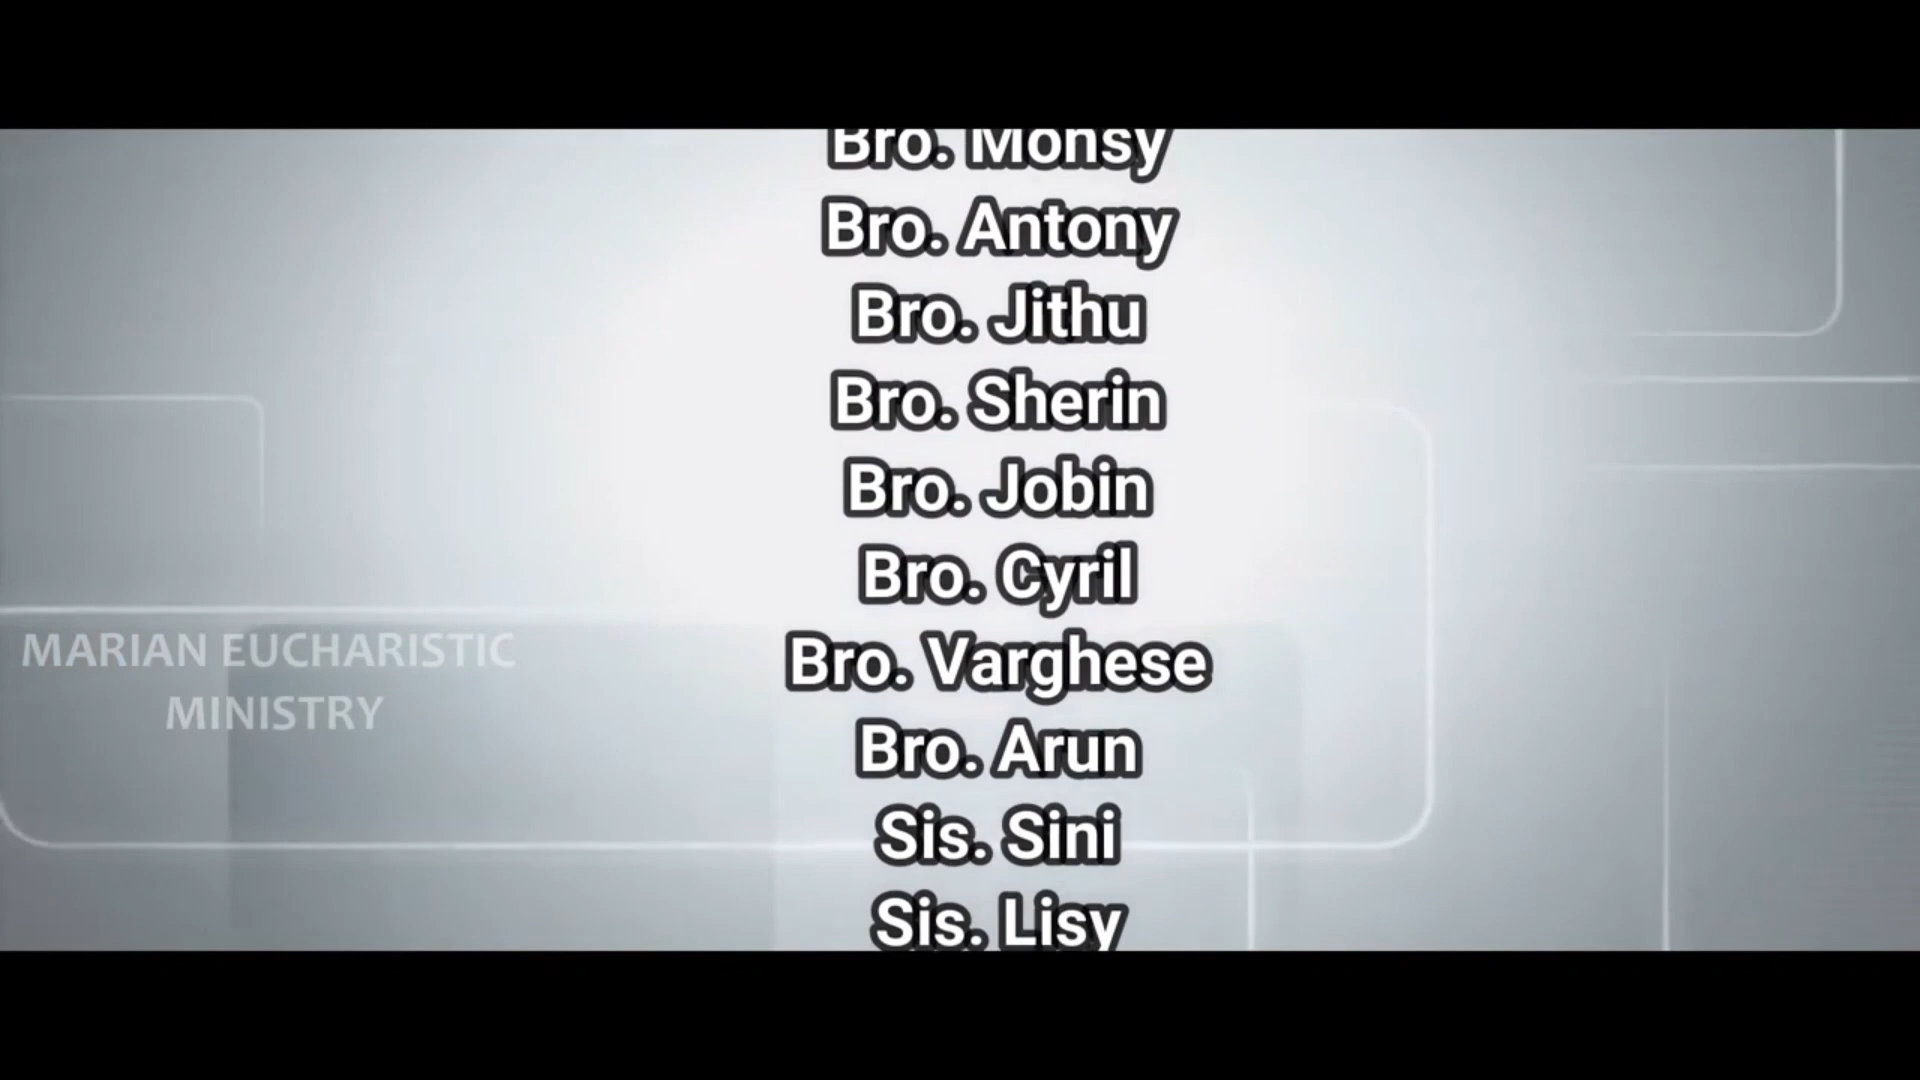 Bro. Monsy
Bro. Antony
Bro. Jithu
Bro. Sherin
Bro. Jobin
Bro. Cyril
Bro. Varghese
Bro. Arun
Sis. Sini
Sis. Lisy
MARIAN EUCHARISTIC
MINISTRY